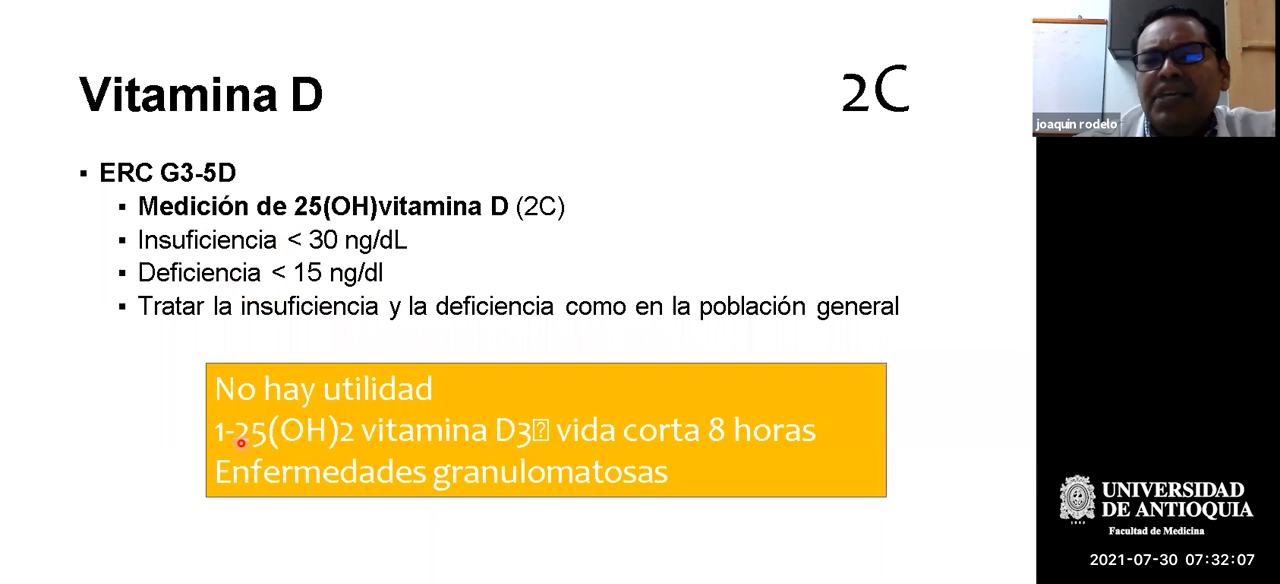 Vitamina D
2C
▪ ERC G3-5D
▪ Medición de 25(OH)vitamina D (2C)
▪ Insuficiencia < 30 ng/dL
▪ Deficiencia < 15 ng/dl
▪ Tratar la insuficiencia y la deficiencia como en la población general
No hay utilidad
1-25(OH)2 vitamina D3⍰ vida corta 8 horas
Enfermedades granulomatosas
joaquin rodelo
UNIVERSIDAD
DE ANTIOQUIA
1803
Facultad de Medicina
2021-07-30 07:32:07